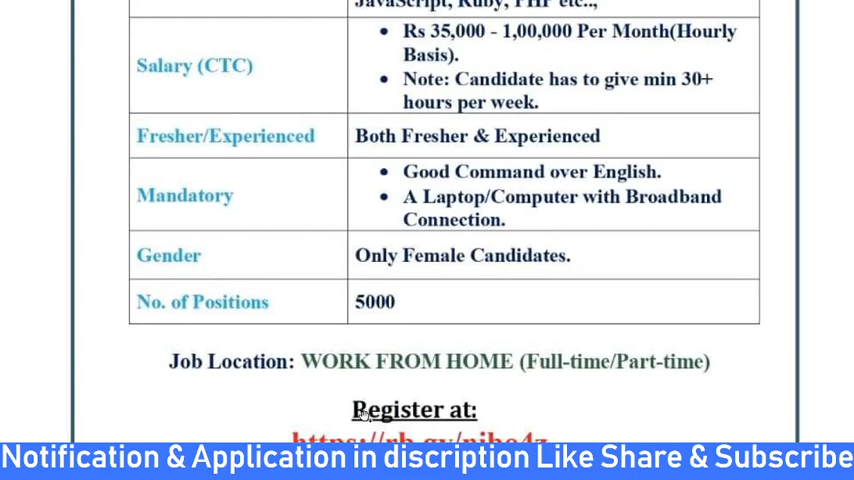 JavaScript, Ruby, PHP etc..,
Salary (CTC)
Rs 35,000 - 1,00,000 Per Month(Hourly
Basis).
Note: Candidate has to give min 30+
hours per week.
Fresher/Experienced
Both Fresher & Experienced
Mandatory
Good Command over English.
A Laptop/Computer with Broadband
Connection.
Gender
Only Female Candidates.
No. of Positions
5000
Job Location: WORK FROM HOME (Full-time/Part-time)
Register at:
Notification & Application in discription Like Share & Subscribe